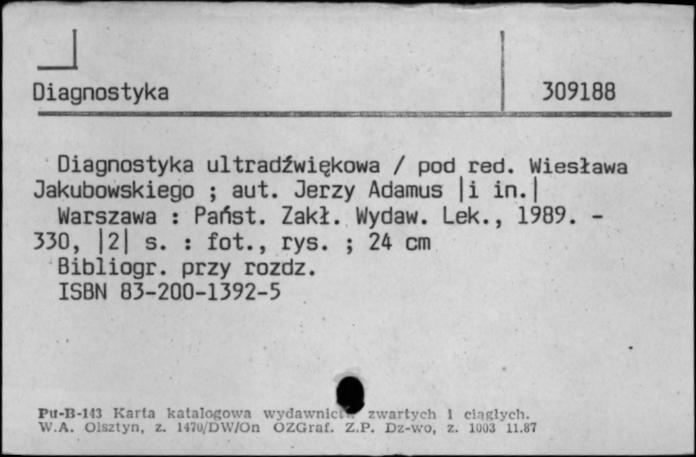 Diagnostyka 309188
Diagnostyka ultradźwiękowa / pod red. Wiesława
Jakubowskiego ; aut. Jerzy Adamus |i in.|
Warszawa : Państ. Zakł. Wydaw. Lek., 1989. -
330, |2| s. : fot., rys. ; 24 cm
Bibliogr. przy rozdz.
ISBN 83-200-1392-5
Pu-B-143 Karta katalogowa wydawnictw zwartych i ciągłych.
W.A. Olsztyn, z. 1470/DW/On OZGraf. Z.P. Dz-wo, z. 1003 11.87